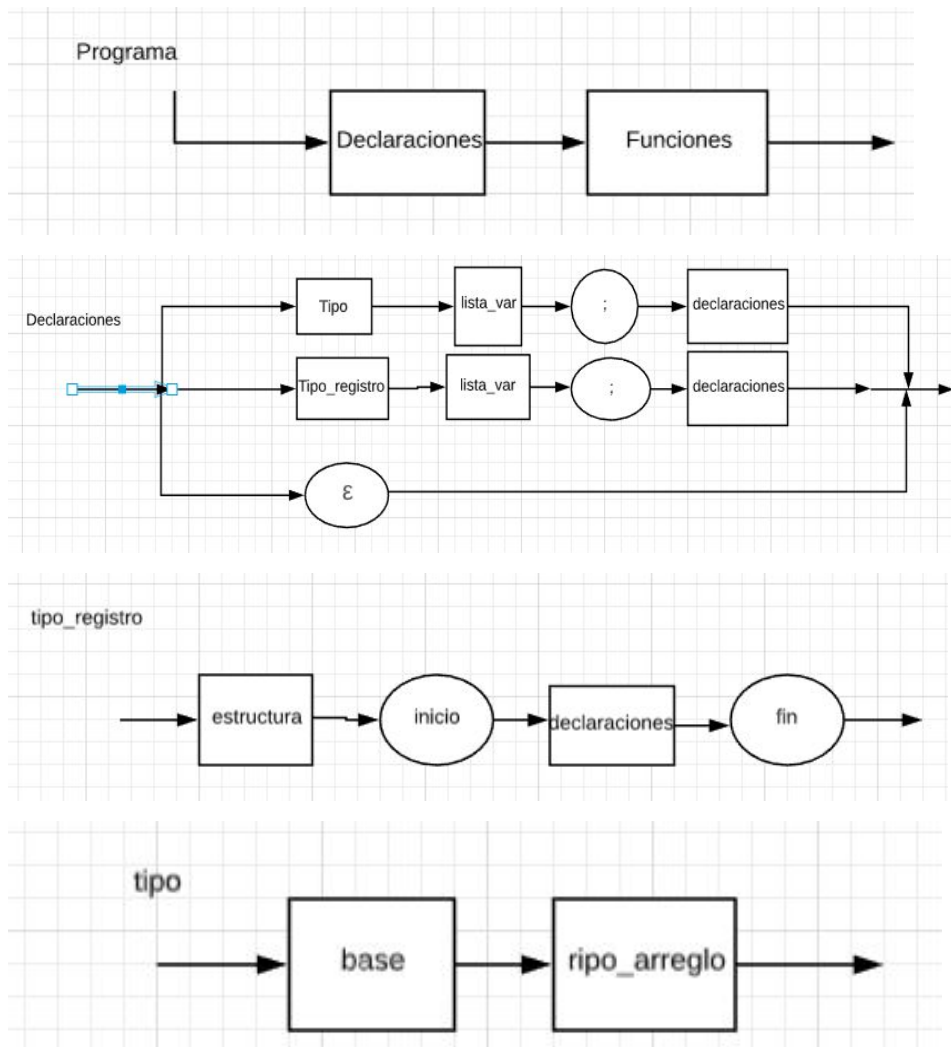 Programa
Declaraciones Funciones
Declaraciones
Tipo lista_var ; declaraciones
Tipo_registro lista_var ; declaraciones
ε
tipo_registro
estructura inicio declaraciones fin
tipo
base ripo_arreglo